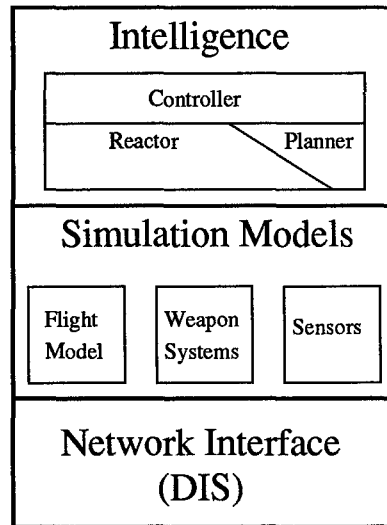 Intelligence
Controller
Reactor
Planner
Simulation Models
Flight
Model
Weapon
Systems
Sensors
Network Interface
(DIS)